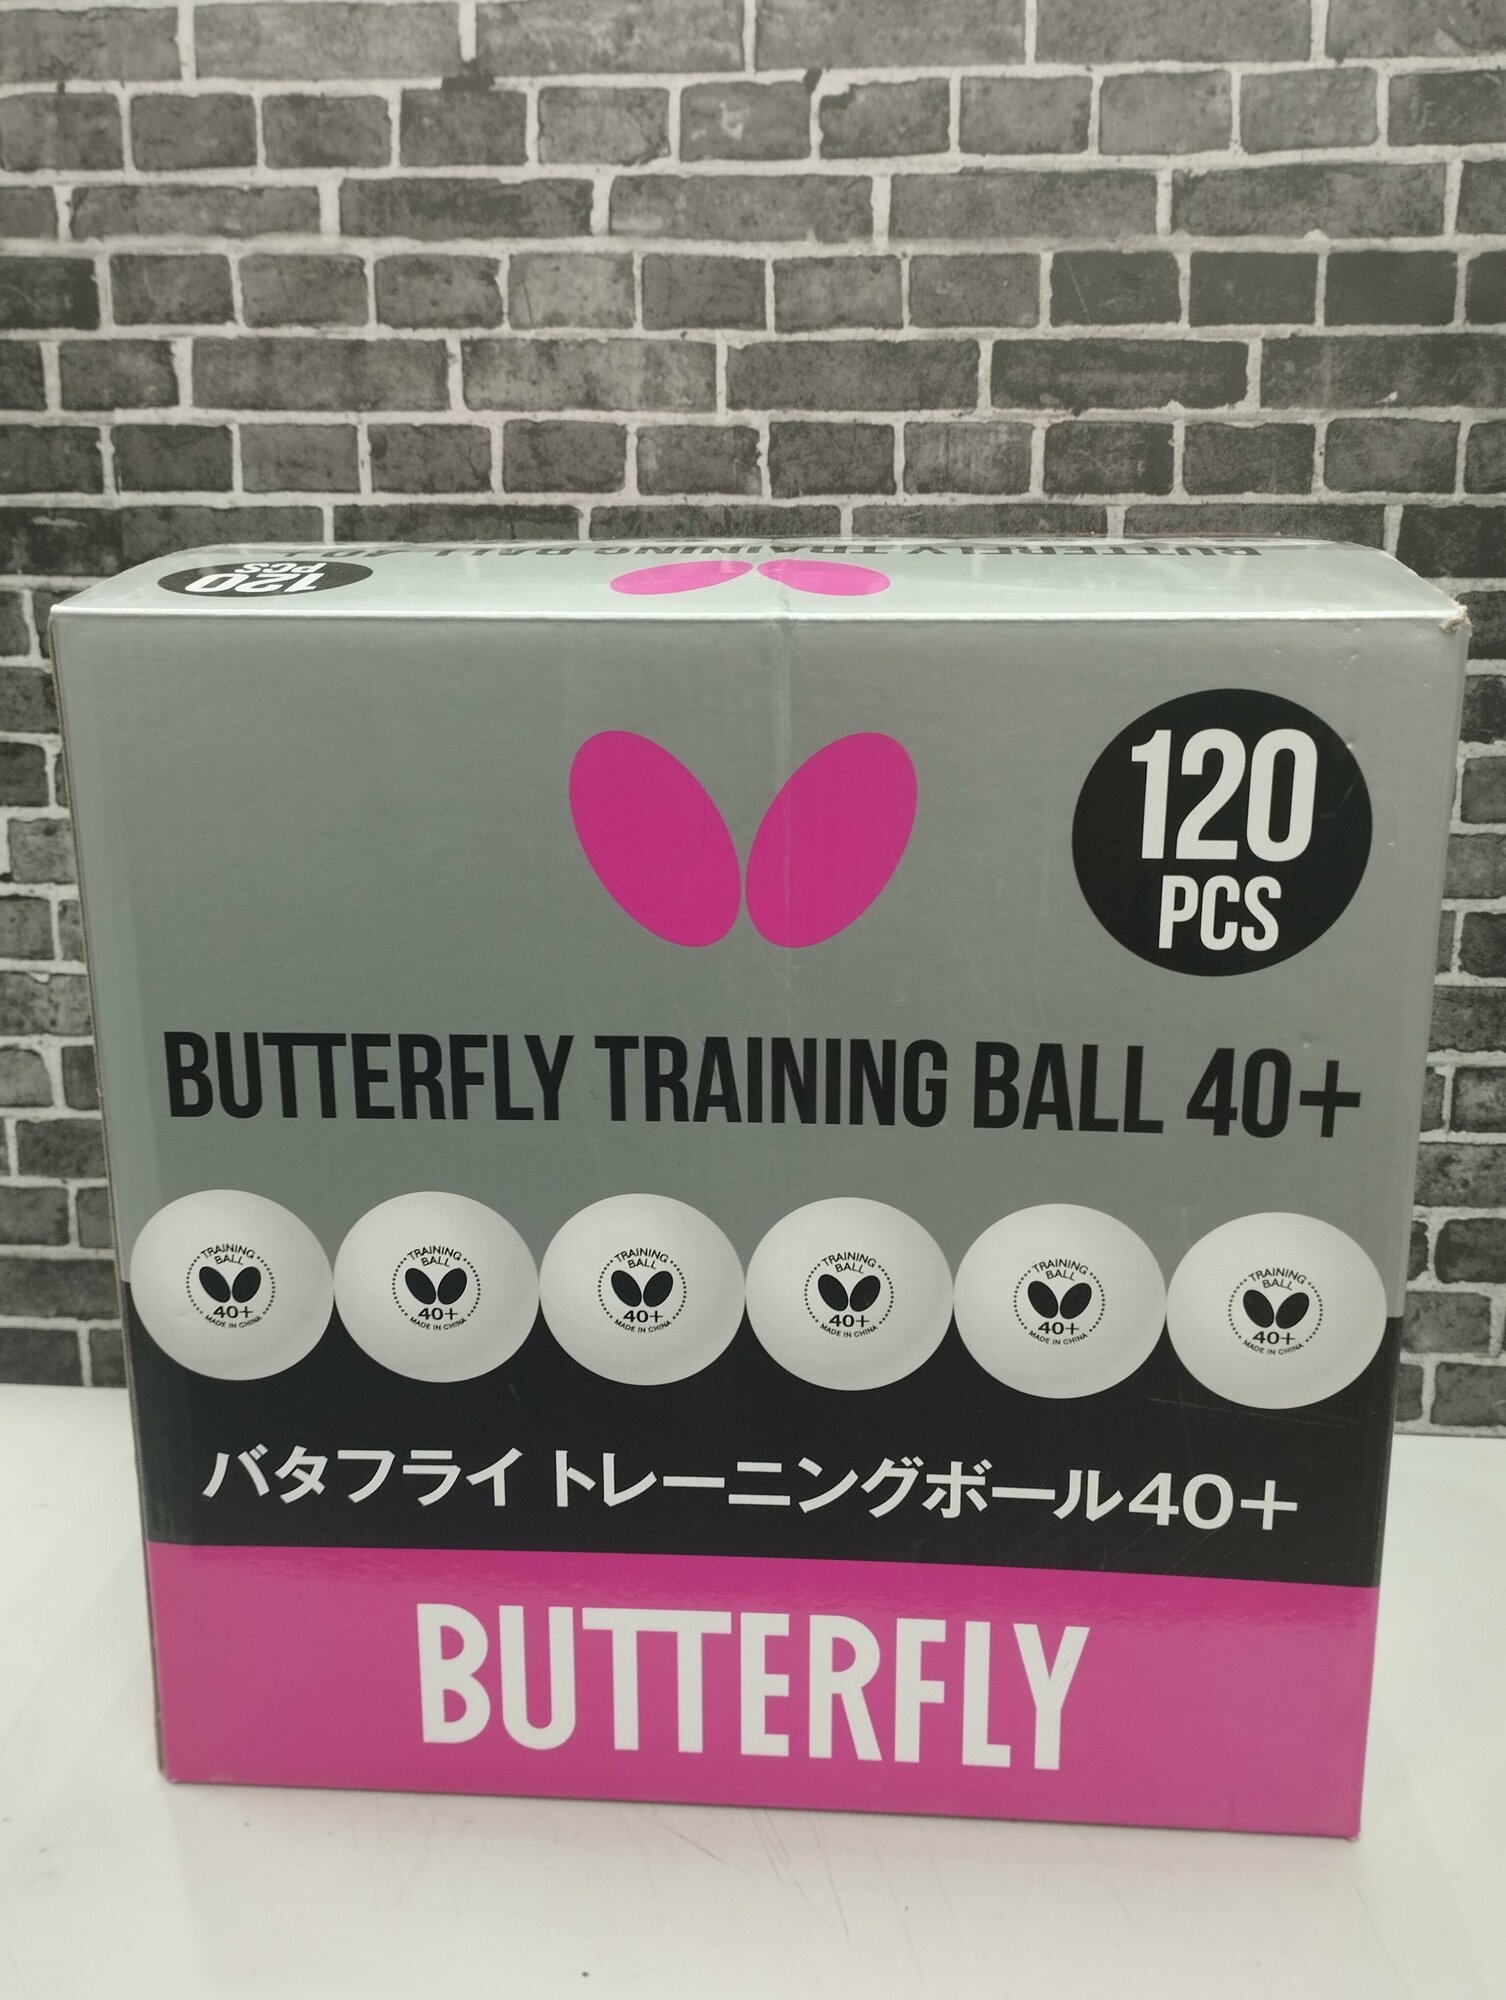 BUTTERFLY TRAINING BALL 40+
120
PCS
120
PCS
BUTTERFLY TRAINING BALL 40+
TRAINING
BALL
40+
MADE IN CHINA
TRAINING
BALL
40+
MADE IN CHINA
TRAINING
BALL
40+
MADE IN CHINA
TRAINING
BALL
40+
MADE IN CHINA
TRAINING
BALL
40+
MADE IN CHINA
TRAINING
BALL
40+
MADE IN CHINA
バタフライ トレーニングボール40+
BUTTERFLY